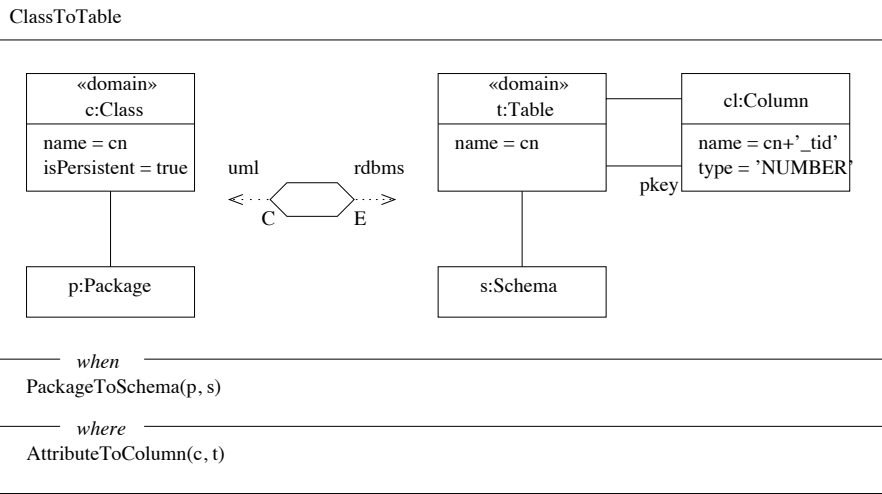 ClassToTable
«domain»
c:Class
name = cn
isPersistent = true
p:Package
uml
rdbms
C
E
«domain»
t:Table
name = cn
s:Schema
cl:Column
name = cn+'_tid'
type = 'NUMBER'
pkey
when
PackageToSchema(p, s)
where
AttributeToColumn(c, t)